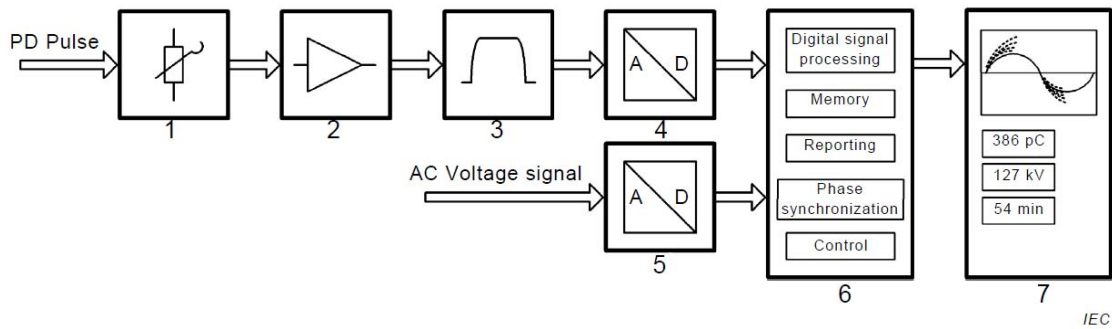 PD Pulse
1
2
3
A
D
4
AC Voltage signal
A
D
5
Digital signal
processing
Memory
Reporting
Phase
synchronization
Control
6
386 pC
127 kV
54 min
7
IEC